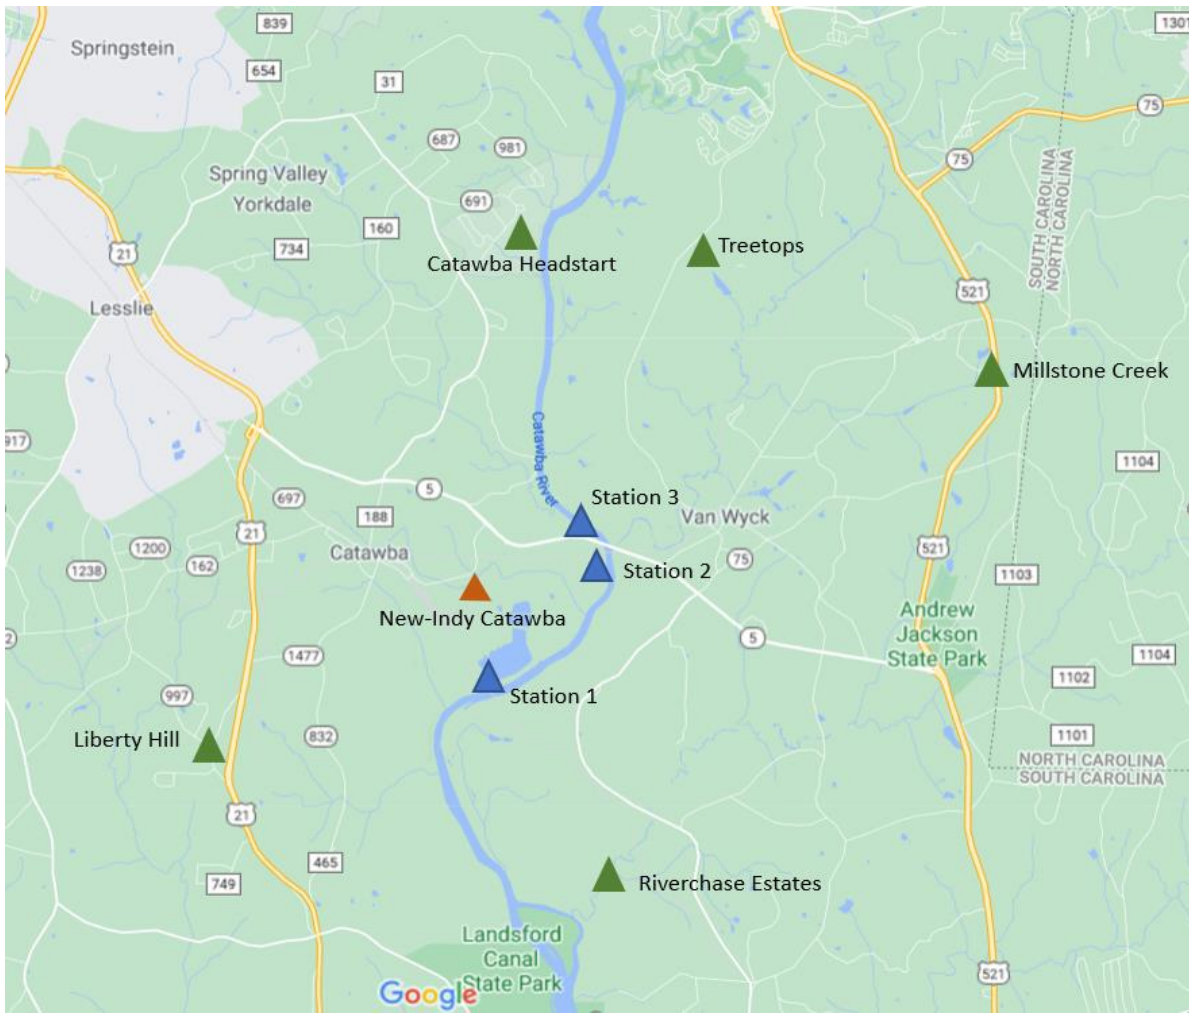 839
1301
Springstein
654
31
75
687
981
75
Spring Valley
Yorkdale
691
160
734
21
SOUTH CAROLINA
NORTH CAROLINA
Catawba Headstart
Treetops
521
Lesslie
Millstone Creek
917
Catawba River
1104
5
697
Station 3
188
Van Wyck
21
1200
Catawba
162
1238
Station 2
75
521
1103
New-Indy Catawba
Andrew
Jackson
State Park
2
5
1477
1104
1102
997
Station 1
Liberty Hill
832
1101
NORTH CAROLINA
SOUTH CAROLINA
21
465
749
Riverchase Estates
Landsford
Canal
State Park
521
Google